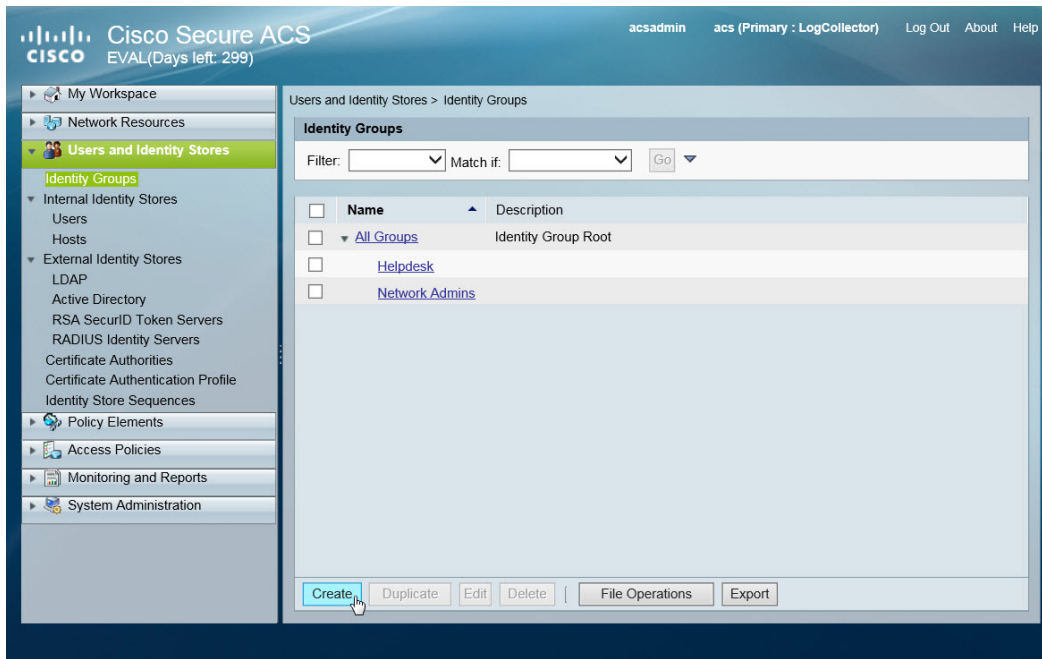 acsadmin acs (Primary : LogCollector) Log Out About Help
CISCO Cisco Secure ACS
EVAL(Days left: 299)
My Workspace
Network Resources
Users and Identity Stores
Identity Groups
Internal Identity Stores
Users
Hosts
External Identity Stores
LDAP
Active Directory
RSA SecurID Token Servers
RADIUS Identity Servers
Certificate Authorities
Certificate Authentication Profile
Identity Store Sequences
Policy Elements
Access Policies
Monitoring and Reports
System Administration
Users and Identity Stores > Identity Groups
Identity Groups
Filter: Match if: Go
Name Description
All Groups Identity Group Root
Helpdesk
Network Admins
Create Duplicate Edit Delete | File Operations Export